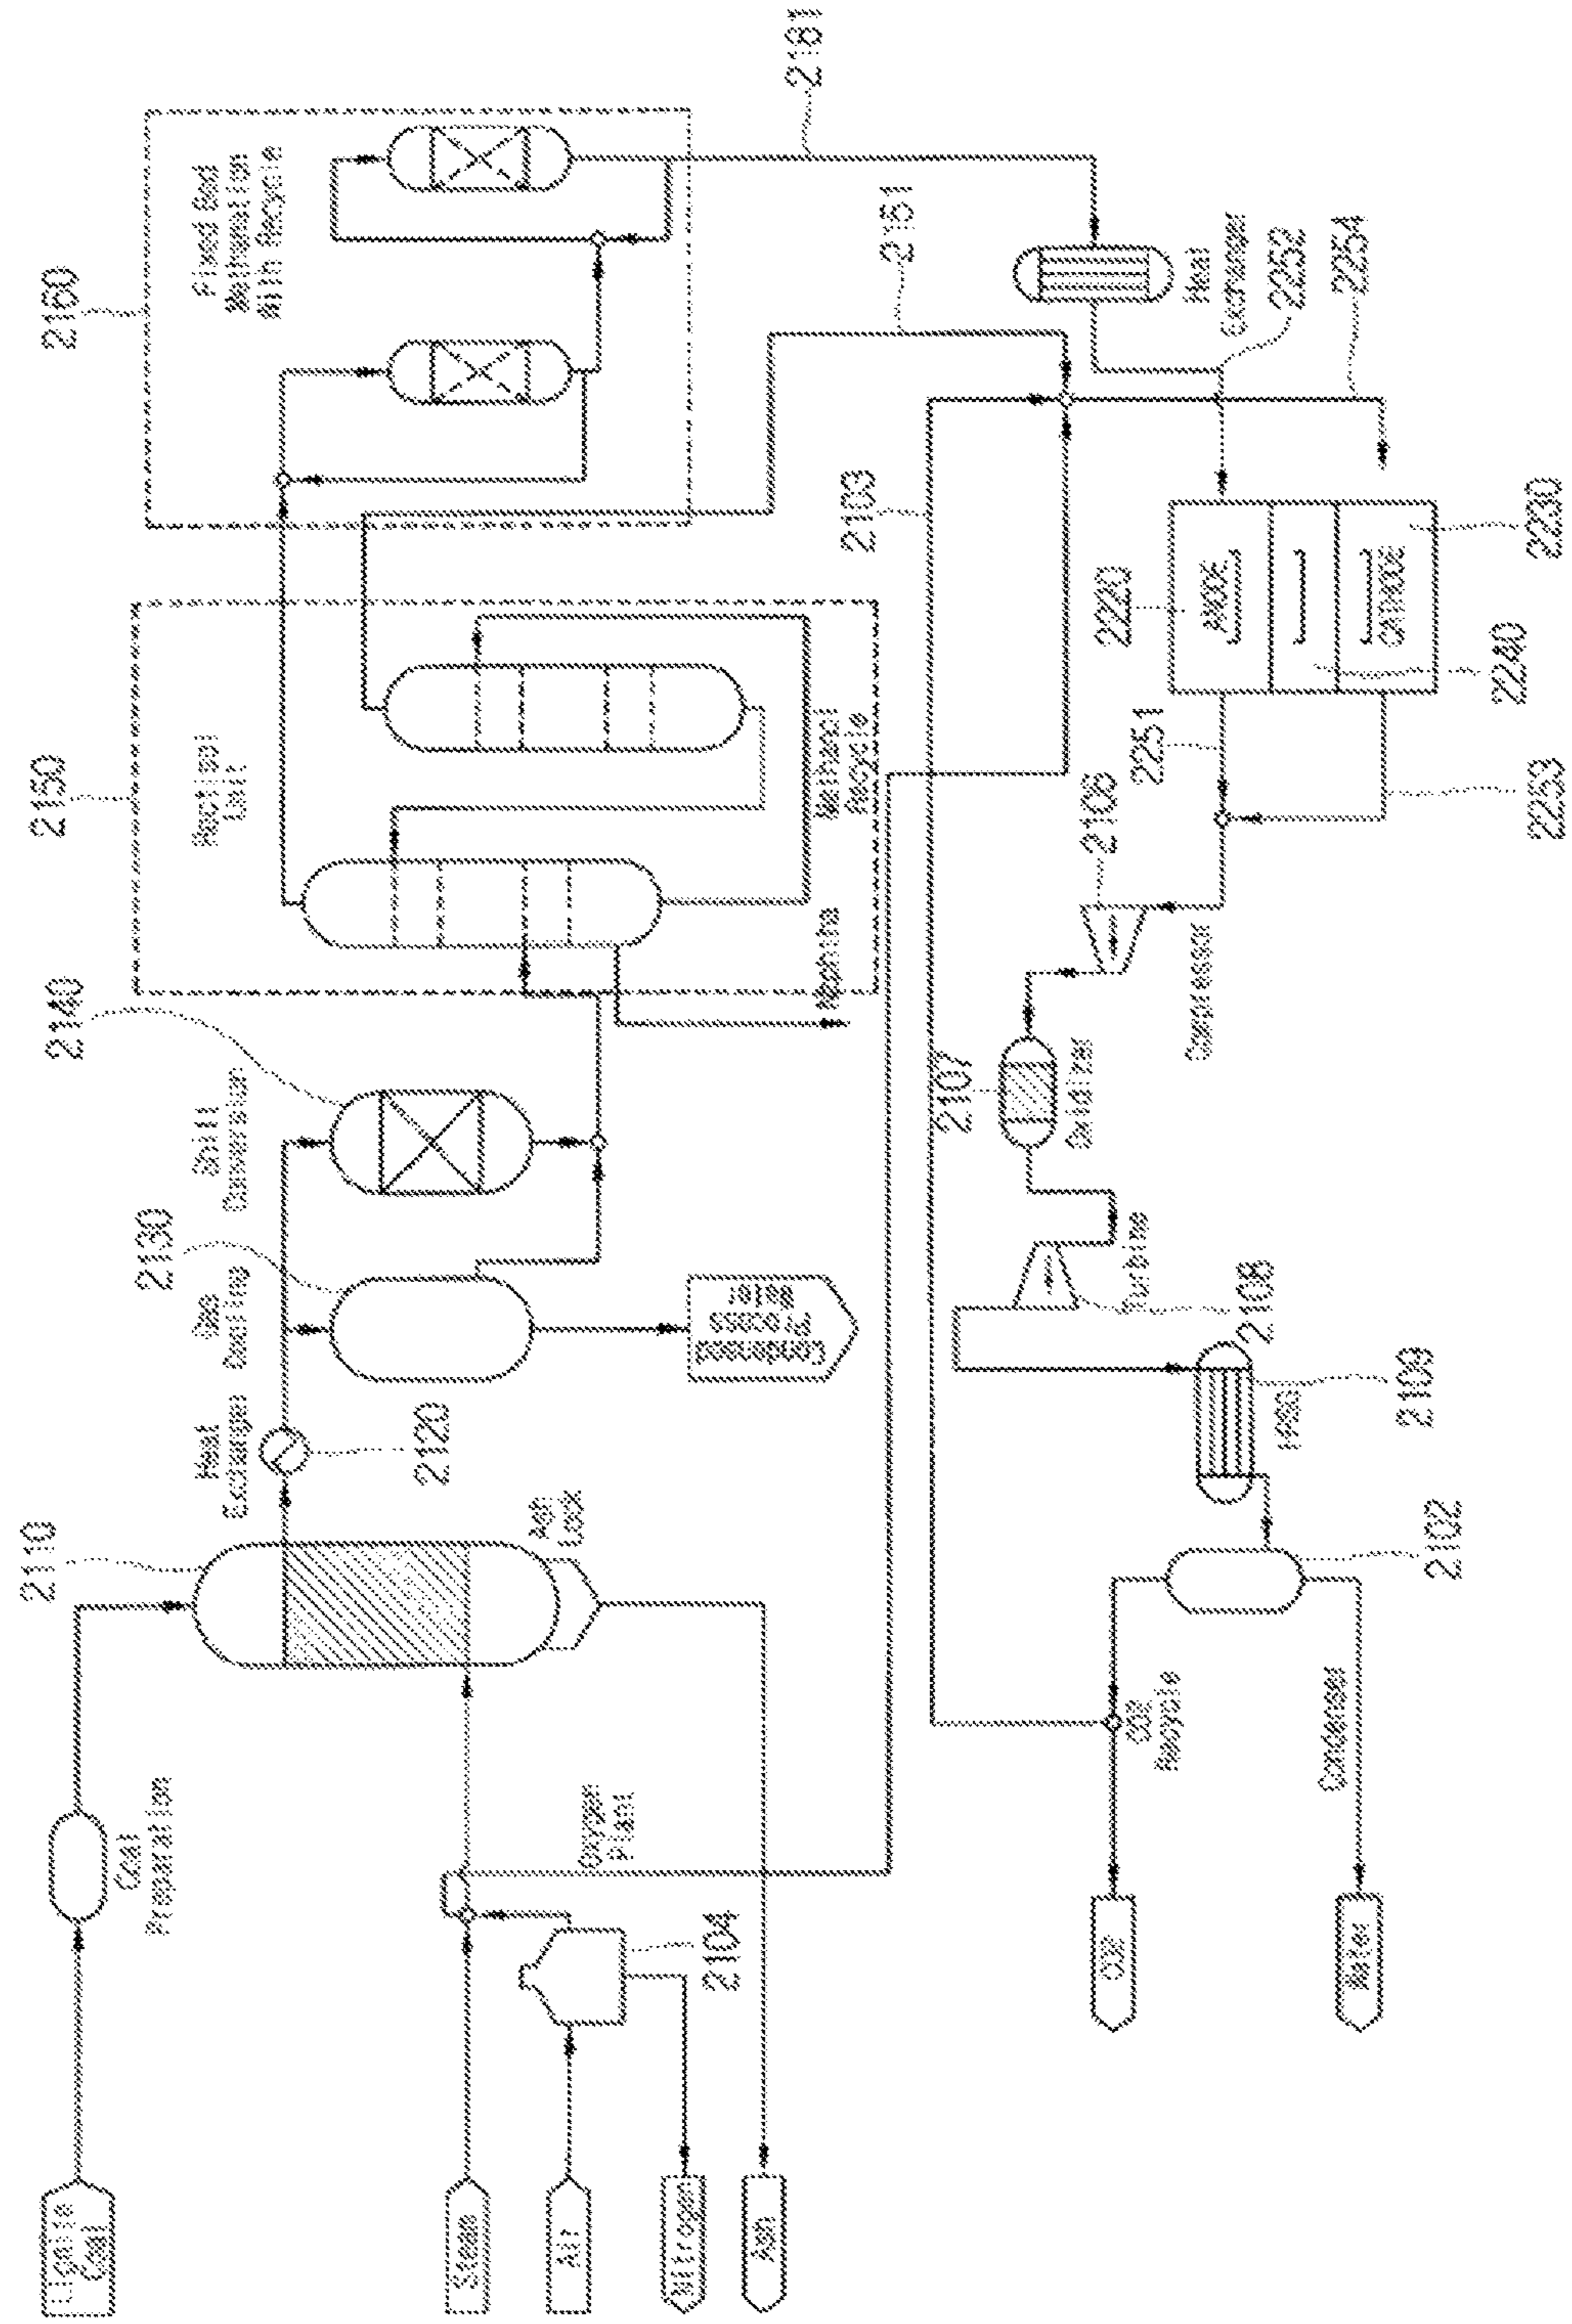 2110
2140
2150
2160
2130
Lignite
Coal
Coal
Preparation
Heat
Exchanger
Gas
Cooling
Shift
Conversion
Rectisol
Unit
Fixed Bed
Methanation
With Recycle
2120
Ash
Lock
Condensed
Process
Water
Naphtha
Methanol
Recycle
Steam
Air
Nitrogen
Ash
Oxygen
Plant
2104
2103
2151
2181
Heat
Exchanger
2252
2254
2107
Oxidizer
2106
Compressor
2251
2220
ANODE
CATHODE
2230
2240
2253
Turbine
2108
HRSG
2109
2102
CO2
Recycle
Condenser
CO2
Water